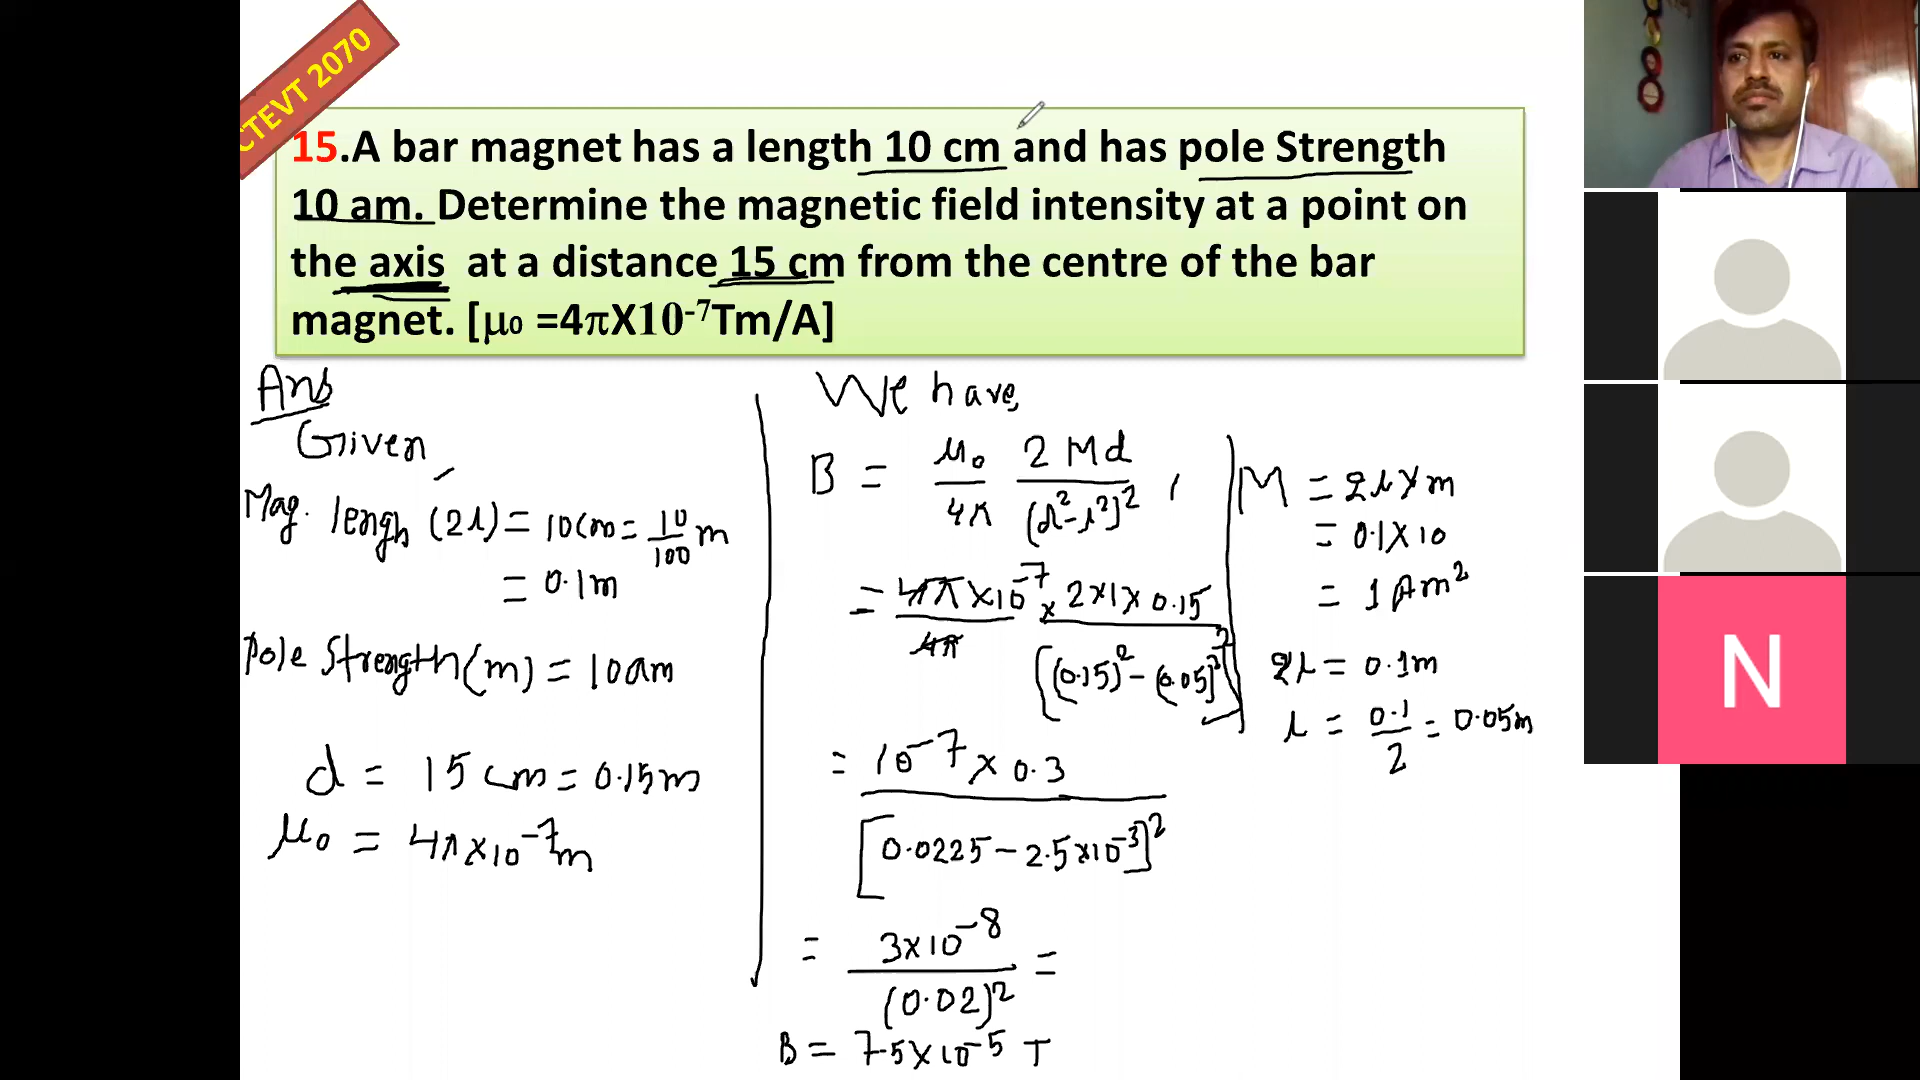 CTEVT 2070
15.A bar magnet has a length 10 cm and has pole Strength
10 am. Determine the magnetic field intensity at a point on
the axis at a distance 15 cm from the centre of the bar
magnet. [μ₀ =4πX10⁻⁷Tm/A]
Ans
Given,
Mag. lengh (2l) = 10cm = 10/100 m
= 0.1m
Pole Strength(m) = 10am
d = 15 cm = 0.15m
μ₀ = 4π×10⁻⁷m
We have,
B = μ₀/4π 2Md/(d²-l²)² ,
= 4π×10⁻⁷/4π × 2×1×0.15/[(0.15)²-(0.05)²]²
= 10⁻⁷×0.3/[0.0225-2.5×10⁻³]²
= 3×10⁻⁸/(0.02)² =
B = 7.5×10⁻⁵ T
M = 2l×m
= 0.1×10
= 1Am²
2l = 0.1m
l = 0.1/2 = 0.05m
N